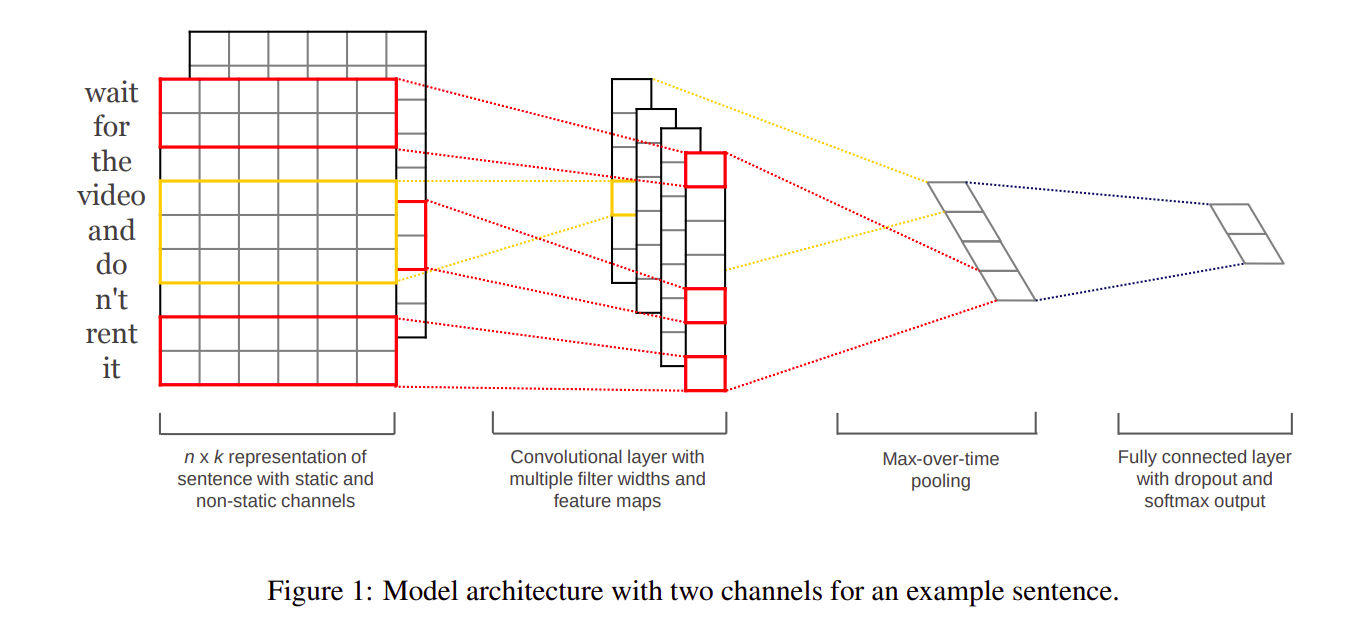 wait
for
the
video
and
do
n't
rent
it
n x k representation of
sentence with static and
non-static channels
Convolutional layer with
multiple filter widths and
feature maps
Max-over-time
pooling
Fully connected layer
with dropout and
softmax output
Figure 1: Model architecture with two channels for an example sentence.